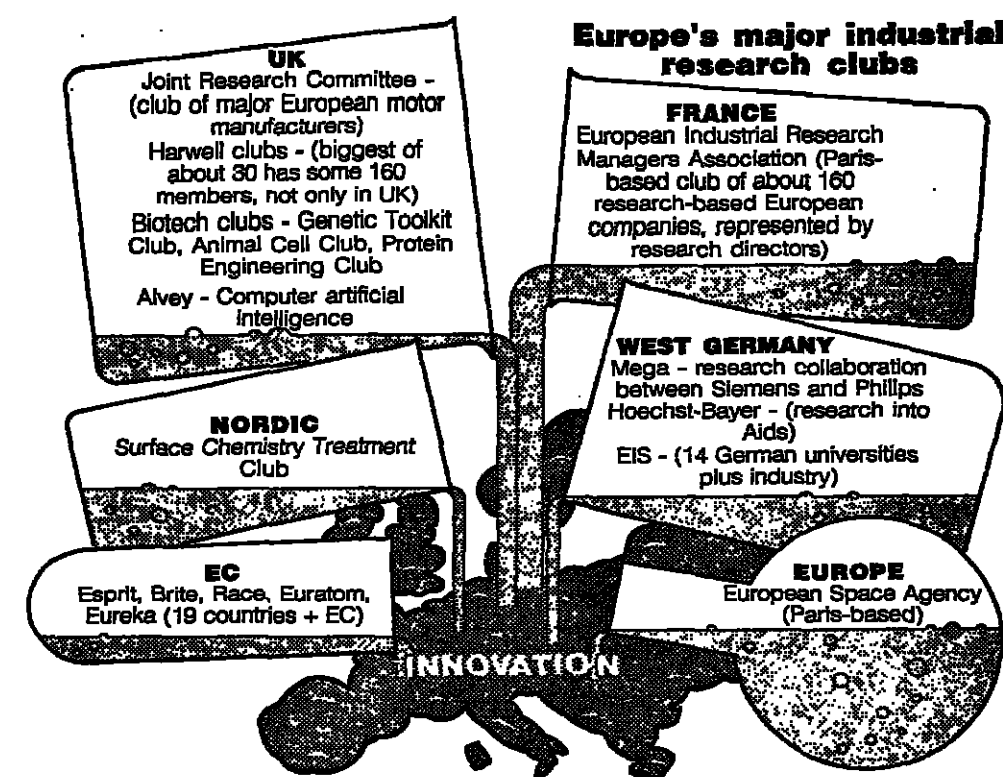 Europe's major industrial
research clubs
UK
Joint Research Committee -
(club of major European motor
manufacturers)
Harwell clubs - (biggest of
about 30 has some 160
members, not only in UK)
Biotech clubs - Genetic Toolkit
Club, Animal Cell Club, Protein
Engineering Club
Alvey - Computer artificial
intelligence
FRANCE
European Industrial Research
Managers Association (Paris-
based club of about 160
research-based European
companies, represented by
research directors)
NORDIC
Surface Chemistry Treatment
Club
WEST GERMANY
Mega - research collaboration
between Siemens and Philips
Hoechst-Bayer - (research into
Aids)
EIS - (14 German universities
plus industry)
EC
Esprit, Brite, Race, Euratom,
Eureka (19 countries + EC)
EUROPE
European Space Agency
(Paris-based)
INNOVATION